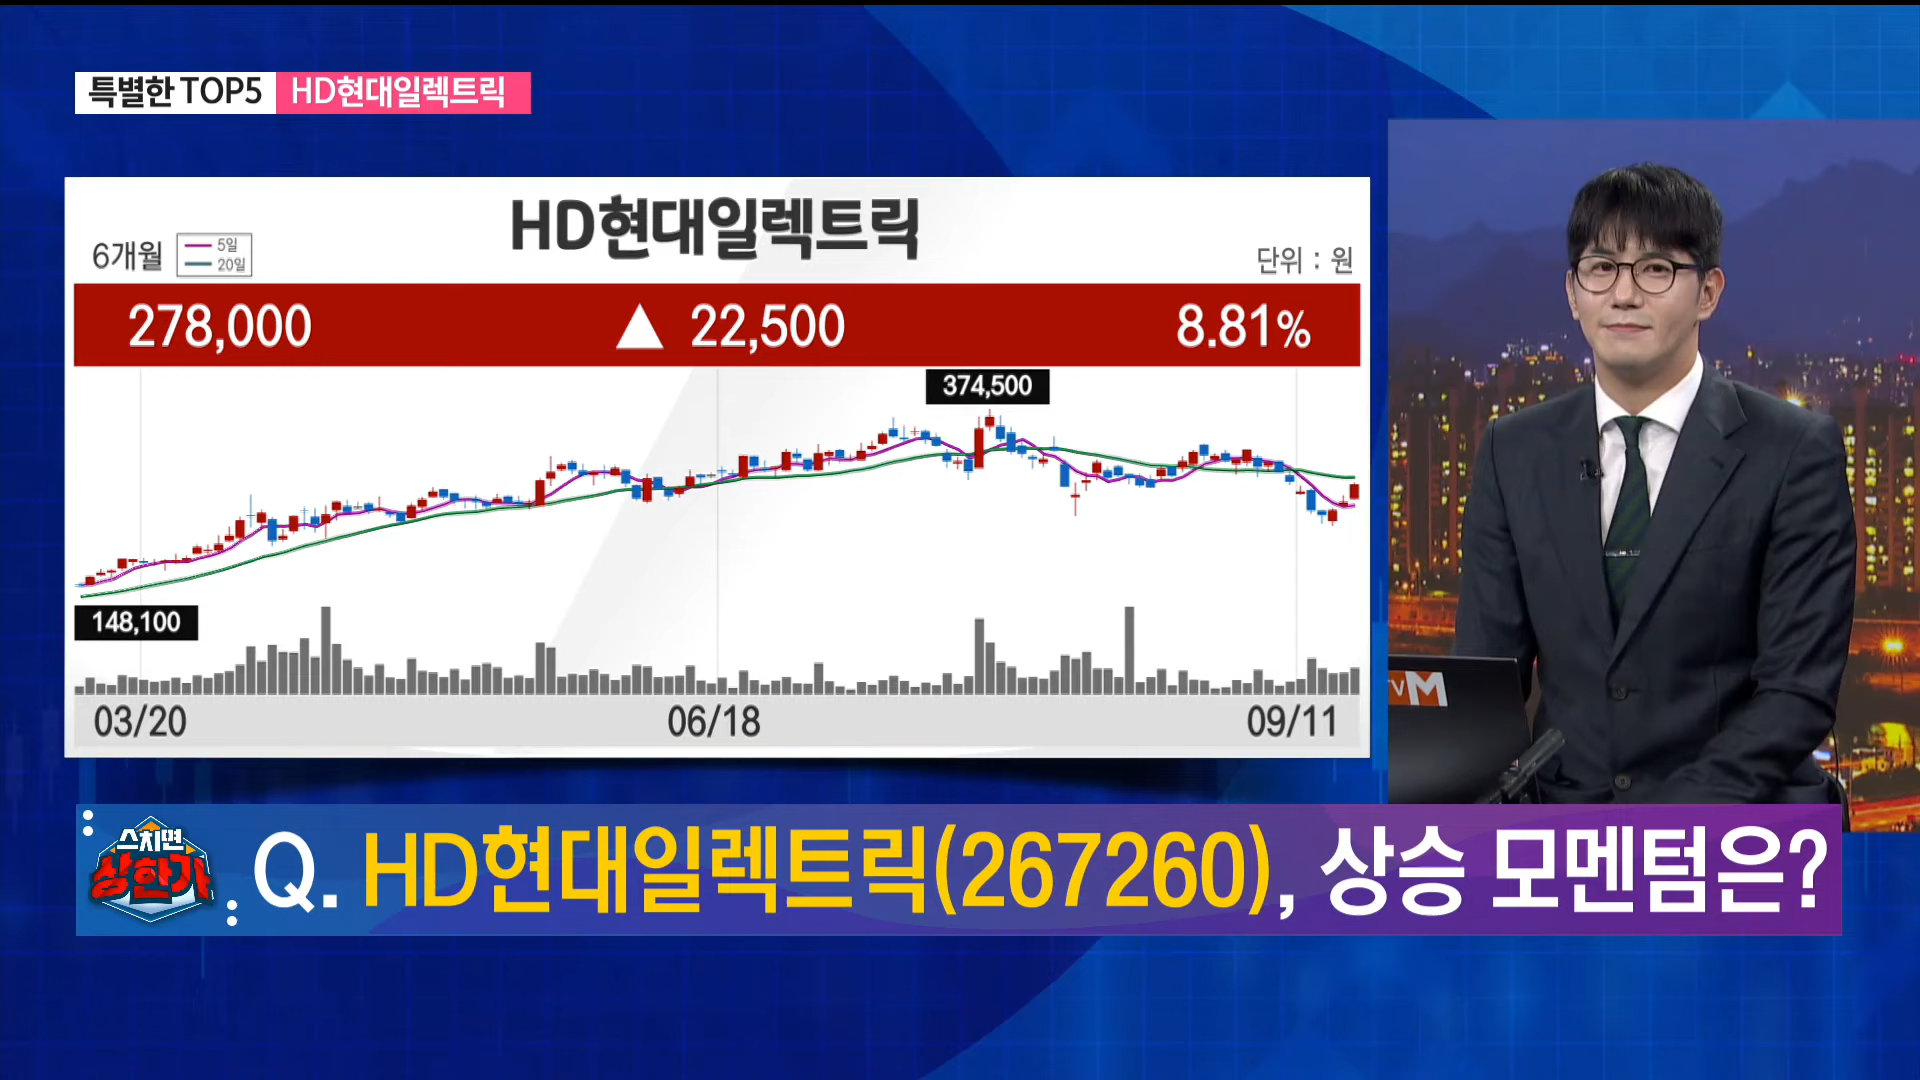 특별한 TOP5 HD현대일렉트릭
HD현대일렉트릭
6개월
5일
20일
단위 : 원
278,000 ▲ 22,500 8.81%
374,500
148,100
03/20 06/18 09/11
tvM
스치면
상한가
Q. HD현대일렉트릭(267260), 상승 모멘텀은?